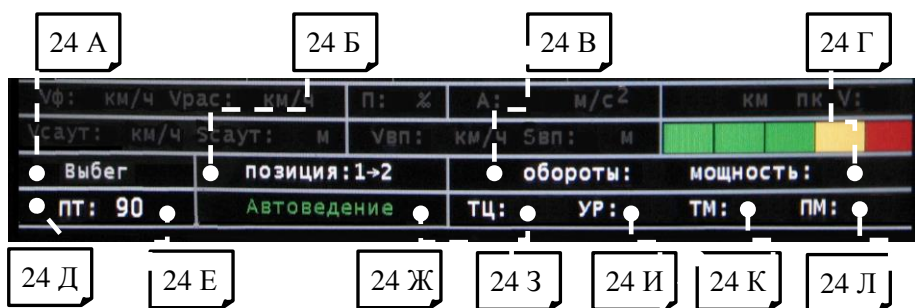 24 А 24 Б 24 В 24 Г
Vф: км/ч Vрас: км/ч П: % А: м/с² км пк V:
Vсаут: км/ч Sсаут: м Vвп: км/ч Sвп: м
Выбег позиция:1→2 обороты: мощность:
ПТ: 90 Автоведение ТЦ: УР: ТМ: ПМ:
24 Д 24 Е 24 Ж 24 З 24 И 24 К 24 Л